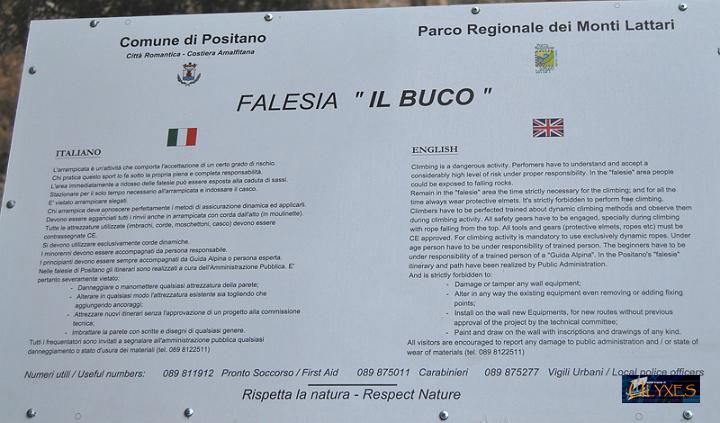 Comune di Positano
Città Romantica - Costiera Amalfitana
Parco Regionale dei Monti Lattari
FALESIA " IL BUCO "
ITALIANO
L'arrampicata è un'attività che comporta l'accettazione di un certo grado di rischio.
Chi pratica questo sport lo fa sotto la propria piena e completa responsabilità.
L'area immediatamente a ridosso delle falesie può essere esposta alla caduta di sassi.
Stazionare per il solo tempo necessario all'arrampicata e indossare il casco.
E' vietato arrampicare slegati.
Chi arrampica deve conoscere perfettamente i metodi di assicurazione dinamica ed applicarli.
Devono essere agganciati tutti i rinvii anche in arrampicata con corda dall'alto (in moulinette).
Tutte le attrezzature utilizzate (imbrachi, corde, moschettoni, casco) devono essere
contrassegnate CE.
Si devono utilizzare esclusivamente corde dinamiche.
I minorenni devono essere accompagnati da persona responsabile.
I principianti devono essere sempre accompagnati da Guida Alpina o persona esperta.
Nelle falesie di Positano gli itinerari sono realizzati a cura dell'Amministrazione Pubblica. E'
pertanto severamente vietato:
- Danneggiare o manomettere qualsiasi attrezzatura della parete;
- Alterare in qualsiasi modo l'attrezzatura esistente sia togliendo che
aggiungendo ancoraggi;
- Attrezzare nuovi itinerari senza l'approvazione di un progetto alla commissione
tecnica;
- Imbrattare la parete con scritte e disegni di qualsiasi genere.
Tutti i frequentatori sono invitati a segnalare all'amministrazione pubblica qualsiasi
danneggiamento o stato d'usura dei materiali (tel. 089 8122511)
ENGLISH
Climbing is a dangerous activity. Perfomers have to understand and accept a
considerably high level of risk under proper responsibility. In the "falesie" area people
could be exposed to falling rocks.
Remain in the "falesie" area the time strictly necessary for the climbing; and for all the
time always wear protective elmets. It's strictly forbidden to perform free climbing.
Climbers have to be perfected trained about dynamic climbing methods and observe them
during climbing activity. All safety gears have to be engaged, specially during climbing
with rope falling from the top. All tools and gears (protective elmets, ropes etc) must be
CE approved. For climbing activity is mandatory to use exclusively dynamic ropes. Under
age person have to be under responsibility of trained person. The beginners have to be
under responsibility of a trained person of a "Guida Alpina". In the Positano's "falesie"
itinerary and path have been realized by Public Administration.
And is strictly forbidden to:
- Damage or tamper any wall equipment;
- Alter in any way the existing equipment even removing or adding fixing
points;
- Install on the wall new Equipments, for new routes without previous
approval of the project by the technical committee;
- Paint and draw on the wall with inscriptions and drawings of any kind.
All visitors are encouraged to report any damage to public administration and / or state of
wear of materials (tel. 089 8122511)
Numeri utili / Useful numbers: 089 811912 Pronto Soccorso / First Aid 089 875011 Carabinieri 089 875277 Vigili Urbani / Local police officers
Rispetta la natura - Respect Nature
ULYXES